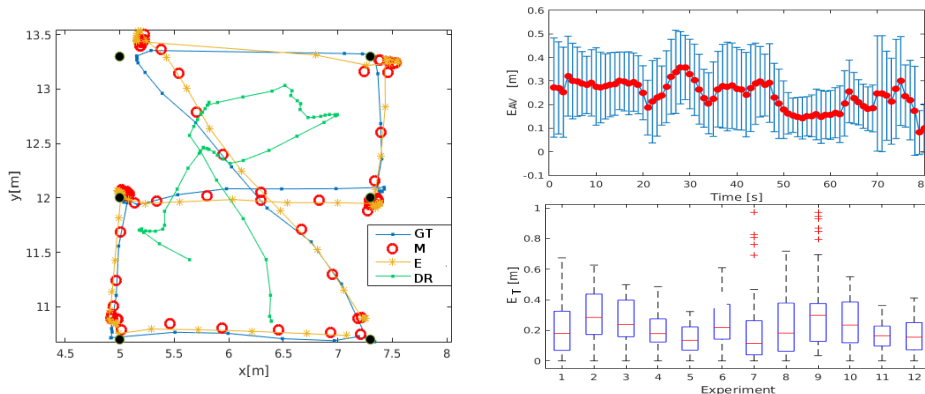 13.5
13
12.5
12
11.5
11
y[m]
4.5 5 5.5 6 6.5 7 7.5 8
x[m]
GT
M
E
DR
0.6
0.5
0.4
0.3
0.2
0.1
0
-0.1
E_AV [m]
0 10 20 30 40 50 60 70 80
Time [s]
1
0.8
0.6
0.4
0.2
0
E_T [m]
1 2 3 4 5 6 7 8 9 10 11 12
Experiment